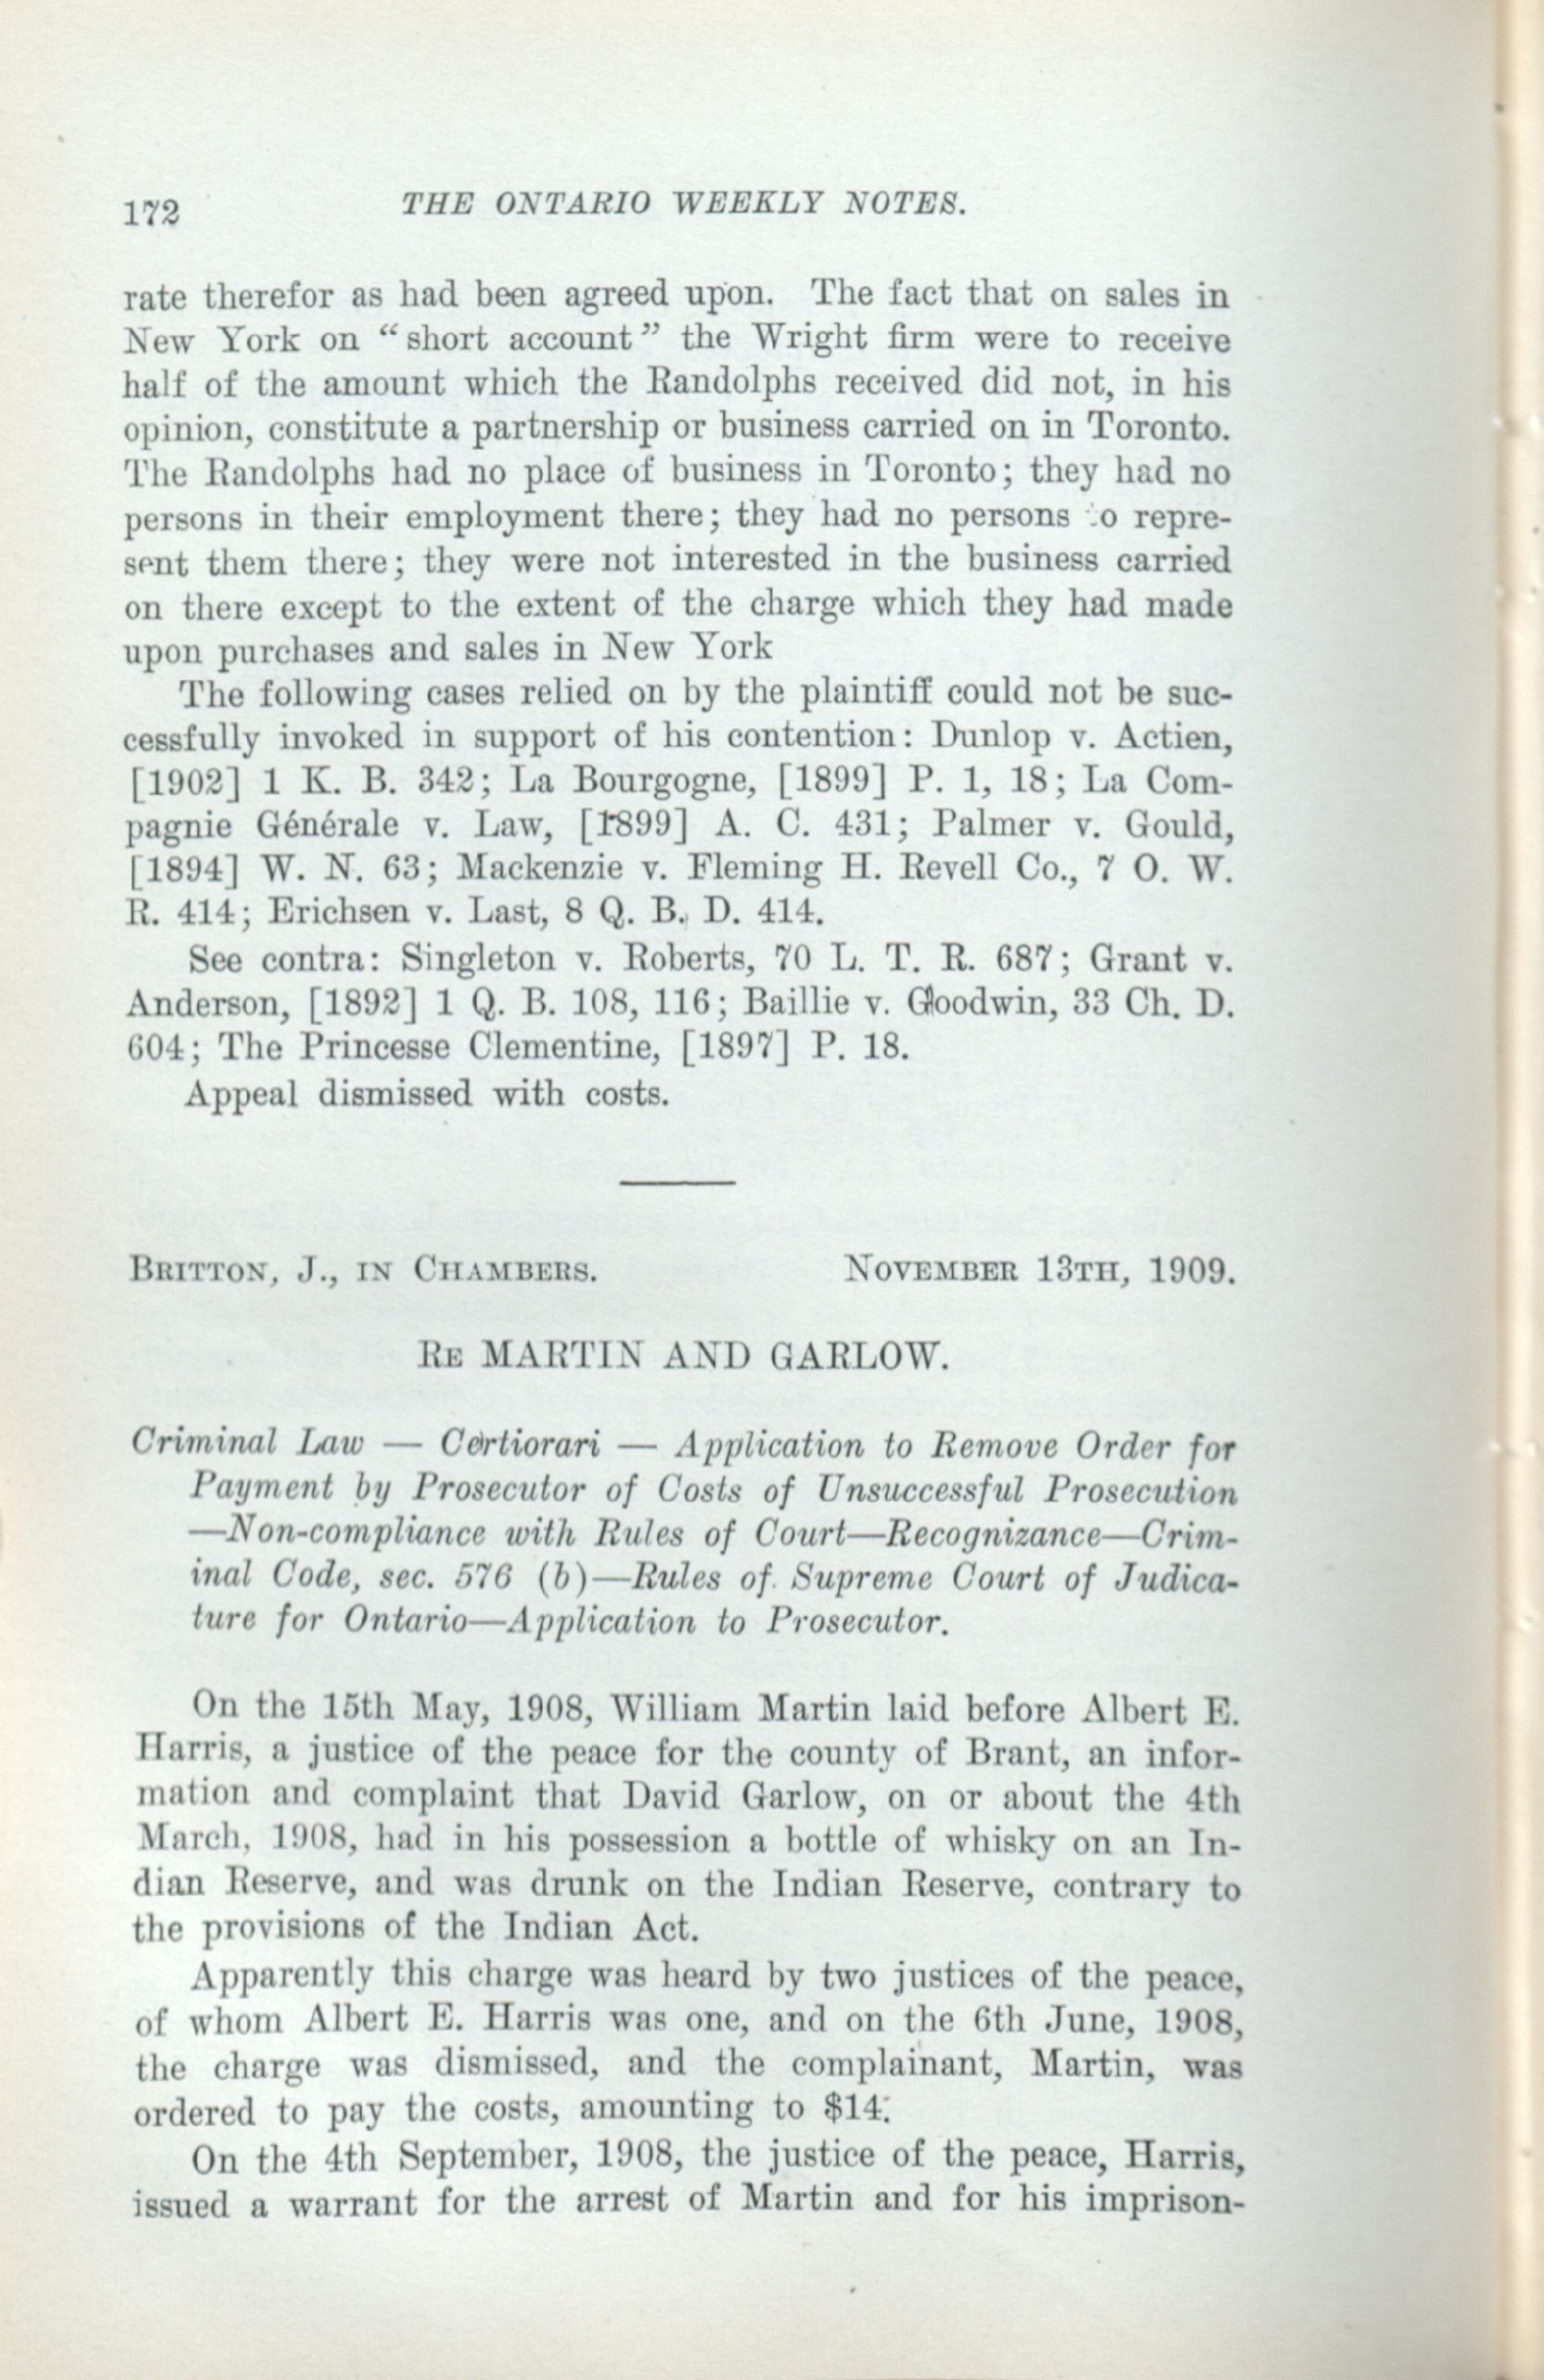 172 THE ONTARIO WEEKLY NOTES.
rate therefor as had been agreed upon. The fact that on sales in
New York on “ short account ” the Wright firm were to receive
half of the amount which the Randolphs received did not, in his
opinion, constitute a partnership or business carried on in Toronto.
The Randolphs had no place of business in Toronto; they had no
persons in their employment there; they had no persons to repre-
sent them there; they were not interested in the business carried
on there except to the extent of the charge which they had made
upon purchases and sales in New York
The following cases relied on by the plaintiff could not be suc-
cessfully invoked in support of his contention: Dunlop v. Actien,
[1902] 1 K. B. 342; La Bourgogne, [1899] P. 1, 18; La Com-
pagnie Générale v. Law, [1899] A. C. 431; Palmer v. Gould,
[1894] W. N. 63; Mackenzie v. Fleming H. Revell Co., 7 O. W.
R. 414; Erichsen v. Last, 8 Q. B. D. 414.
See contra: Singleton v. Roberts, 70 L. T. R. 687; Grant v.
Anderson, [1892] 1 Q. B. 108, 116; Baillie v. Goodwin, 33 Ch. D.
604; The Princesse Clementine, [1897] P. 18.
Appeal dismissed with costs.
BRITTON, J., IN CHAMBERS. NOVEMBER 13TH, 1909.
RE MARTIN AND GARLOW.
Criminal Law — Certiorari — Application to Remove Order for
Payment by Prosecutor of Costs of Unsuccessful Prosecution
—Non-compliance with Rules of Court—Recognizance—Crim-
inal Code, sec. 576 (b)—Rules of Supreme Court of Judica-
ture for Ontario—Application to Prosecutor.
On the 15th May, 1908, William Martin laid before Albert E.
Harris, a justice of the peace for the county of Brant, an infor-
mation and complaint that David Garlow, on or about the 4th
March, 1908, had in his possession a bottle of whisky on an In-
dian Reserve, and was drunk on the Indian Reserve, contrary to
the provisions of the Indian Act.
Apparently this charge was heard by two justices of the peace,
of whom Albert E. Harris was one, and on the 6th June, 1908,
the charge was dismissed, and the complainant, Martin, was
ordered to pay the costs, amounting to $14.
On the 4th September, 1908, the justice of the peace, Harris,
issued a warrant for the arrest of Martin and for his imprison-